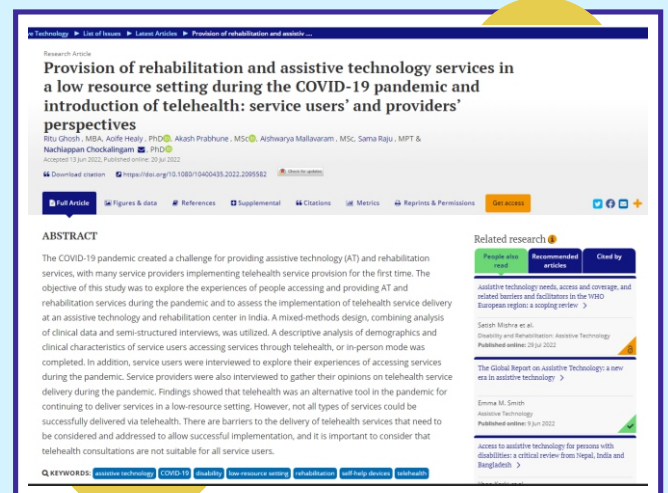 ve Technology ► List of Issues ► Latest Articles ► Provision of rehabilitation and assistiv ....
Research Article
Provision of rehabilitation and assistive technology services in
a low resource setting during the COVID-19 pandemic and
introduction of telehealth: service users' and providers'
perspectives
Ritu Ghosh , MBA, Aoife Healy , PhD, Akash Prabhune , MSc, Aishwarya Mallavaram , MSc, Sama Raju , MPT &
Nachiappan Chockalingam , PhD
Accepted 13 Jun 2022, Published online: 20 Jul 2022
Download citation https://doi.org/10.1080/10400435.2022.2095582 Check for updates
Full Article Figures & data References Supplemental Citations Metrics Reprints & Permissions Get access
ABSTRACT
The COVID-19 pandemic created a challenge for providing assistive technology (AT) and rehabilitation
services, with many service providers implementing telehealth service provision for the first time. The
objective of this study was to explore the experiences of people accessing and providing AT and
rehabilitation services during the pandemic and to assess the implementation of telehealth service delivery
at an assistive technology and rehabilitation center in India. A mixed-methods design, combining analysis
of clinical data and semi-structured interviews, was utilized. A descriptive analysis of demographics and
clinical characteristics of service users accessing services through telehealth, or in-person mode was
completed. In addition, service users were interviewed to explore their experiences of accessing services
during the pandemic. Service providers were also interviewed to gather their opinions on telehealth service
delivery during the pandemic. Findings showed that telehealth was an alternative tool in the pandemic for
continuing to deliver services in a low-resource setting. However, not all types of services could be
successfully delivered via telehealth. There are barriers to the delivery of telehealth services that need to
be considered and addressed to allow successful implementation, and it is important to consider that
telehealth consultations are not suitable for all service users.
KEYWORDS: assistive technology COVID-19 disability low-resource setting rehabilitation self-help devices telehealth
Related research
People also read
Recommended articles
Cited by
Assistive technology needs, access and coverage, and
related barriers and facilitators in the WHO
European region: a scoping review >
Satish Mishra et al.
Disability and Rehabilitation: Assistive Technology
Published online: 29 Jul 2022
The Global Report on Assistive Technology: a new
era in assistive technology >
Emma M. Smith
Assistive Technology
Published online: 9 Jun 2022
Access to assistive technology for persons with
disabilities: a critical review from Nepal, India and
Bangladesh >